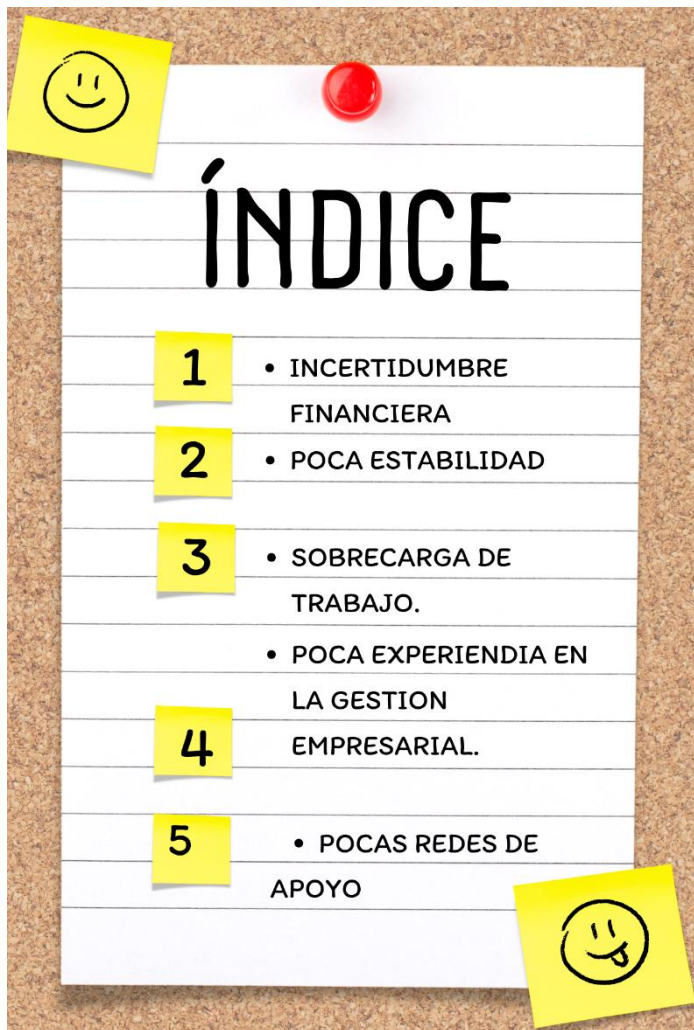 ÍNDICE
1 • INCERTIDUMBRE
FINANCIERA
2 • POCA ESTABILIDAD
3 • SOBRECARGA DE
TRABAJO.
• POCA EXPERIENDIA EN
LA GESTION
4 EMPRESARIAL.
5 • POCAS REDES DE
APOYO